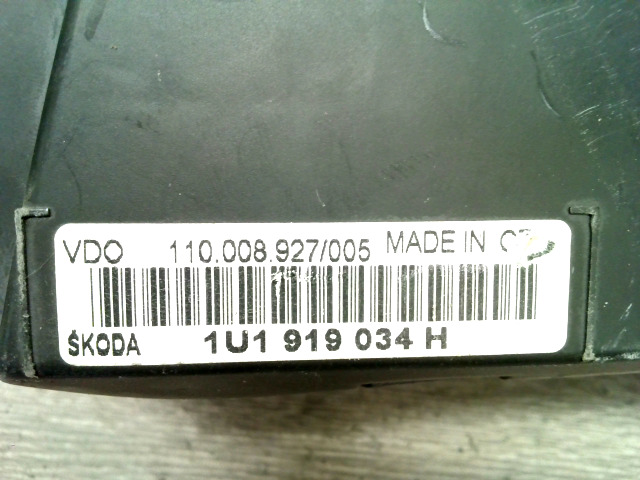 VDO 110.008.927/005 MADE IN
ŠKODA 1U1 919 034 H